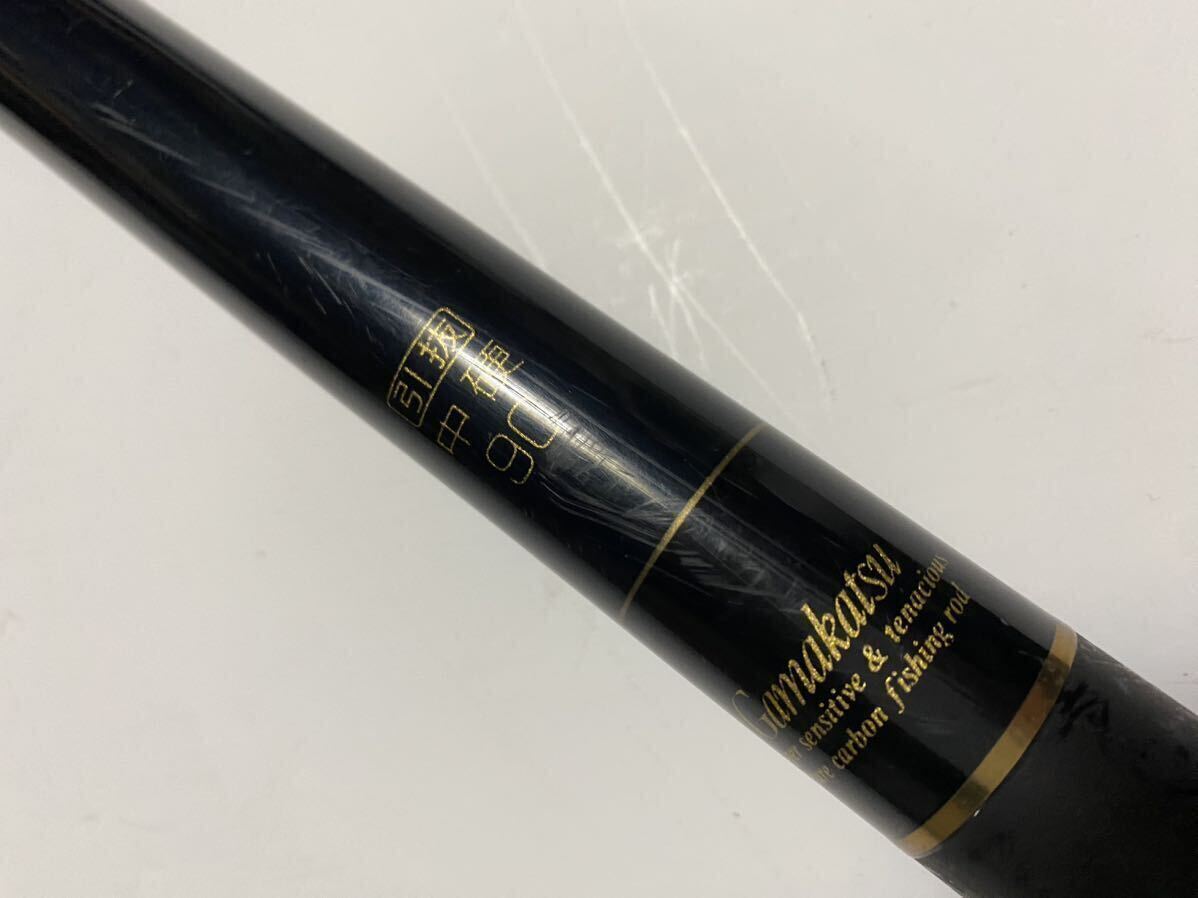 引抜
中硬
90
Gamakatsu
sensitive & tenacious
carbon fishing rod